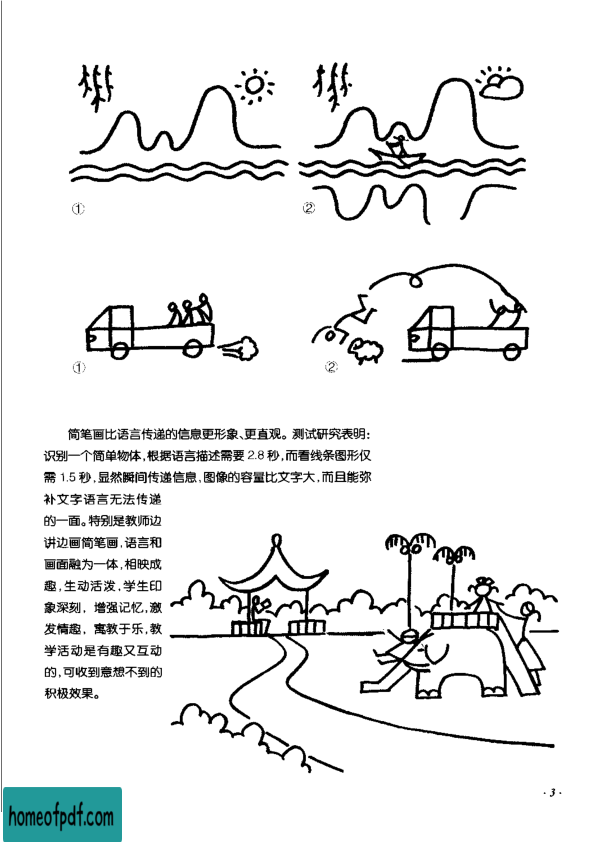 ①
②
①
②
简笔画比语言传递的信息更形象、更直观。测试研究表明：
识别一个简单物体，根据语言描述需要 2.8 秒，而看线条图形仅
需 1.5 秒，显然瞬间传递信息，图像的容量比文字大，而且能弥
补文字语言无法传递
的一面。特别是教师边
讲边画简笔画，语言和
画面融为一体，相映成
趣，生动活泼，学生印
象深刻，增强记忆，激
发情趣，寓教于乐，教
学活动是有趣又互动
的，可收到意想不到的
积极效果。
· 3 ·
homeofpdf.com